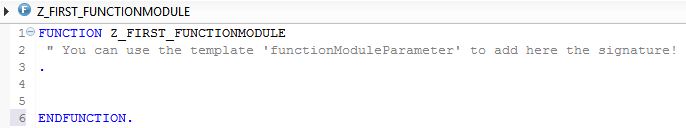 F Z_FIRST_FUNCTIONMODULE
1 FUNCTION Z_FIRST_FUNCTIONMODULE
2 " You can use the template 'functionModuleParameter' to add here the signature!
3 .
4
5
6 ENDFUNCTION.